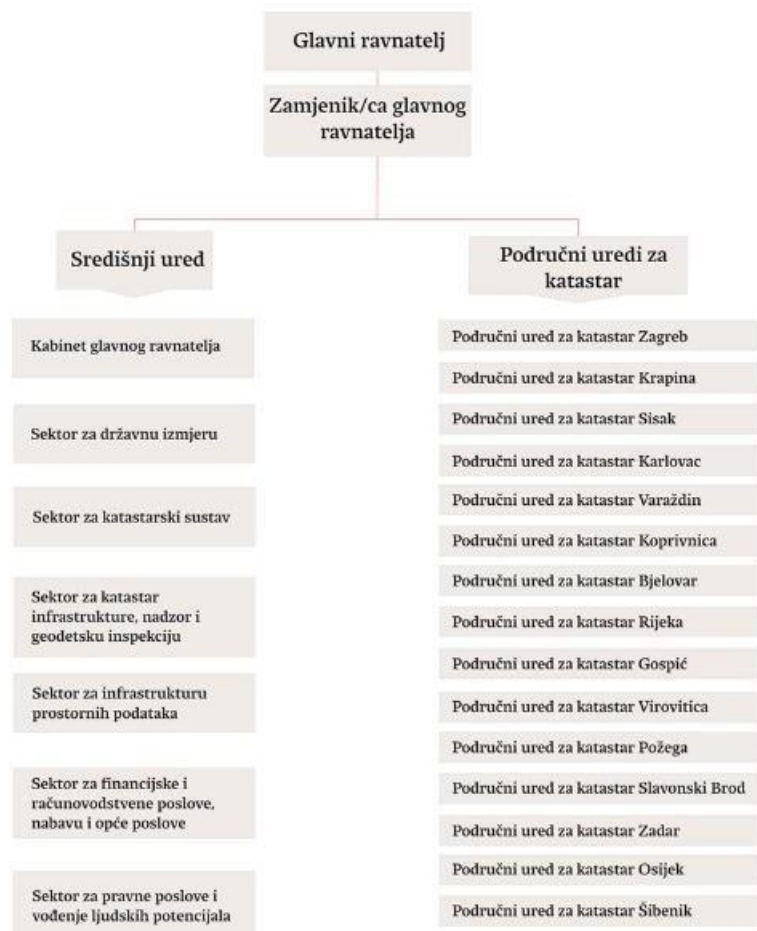 Glavni ravnatelj
Zamjenik/ca glavnog
ravnatelja
Središnji ured
Kabinet glavnog ravnatelja
Sektor za državnu izmjeru
Sektor za katastarski sustav
Sektor za katastar
infrastrukture, nadzor i
geodetsku inspekciju
Sektor za infrastrukturu
prostornih podataka
Sektor za financijske i
računovodstvene poslove,
nabavu i opće poslove
Sektor za pravne poslove i
vođenje ljudskih potencijala
Područni uredi za
katastar
Područni ured za katastar Zagreb
Područni ured za katastar Krapina
Područni ured za katastar Sisak
Područni ured za katastar Karlovac
Područni ured za katastar Varaždin
Područni ured za katastar Koprivnica
Područni ured za katastar Bjelovar
Područni ured za katastar Rijeka
Područni ured za katastar Gospić
Područni ured za katastar Virovitica
Područni ured za katastar Požega
Područni ured za katastar Slavonski Brod
Područni ured za katastar Zadar
Područni ured za katastar Osijek
Područni ured za katastar Šibenik